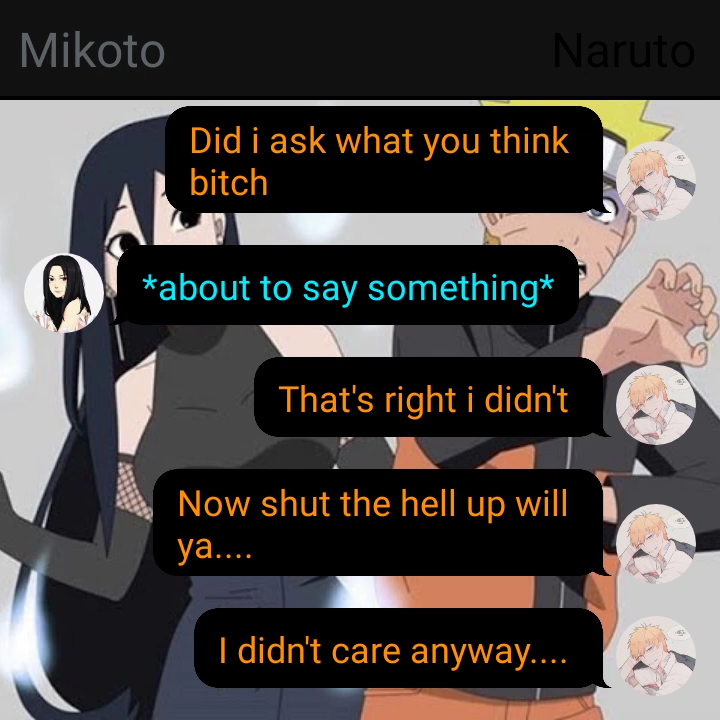 Mikoto Naruto
Did i ask what you think
bitch
*about to say something*
That's right i didn't
Now shut the hell up will
ya....
I didn't care anyway....